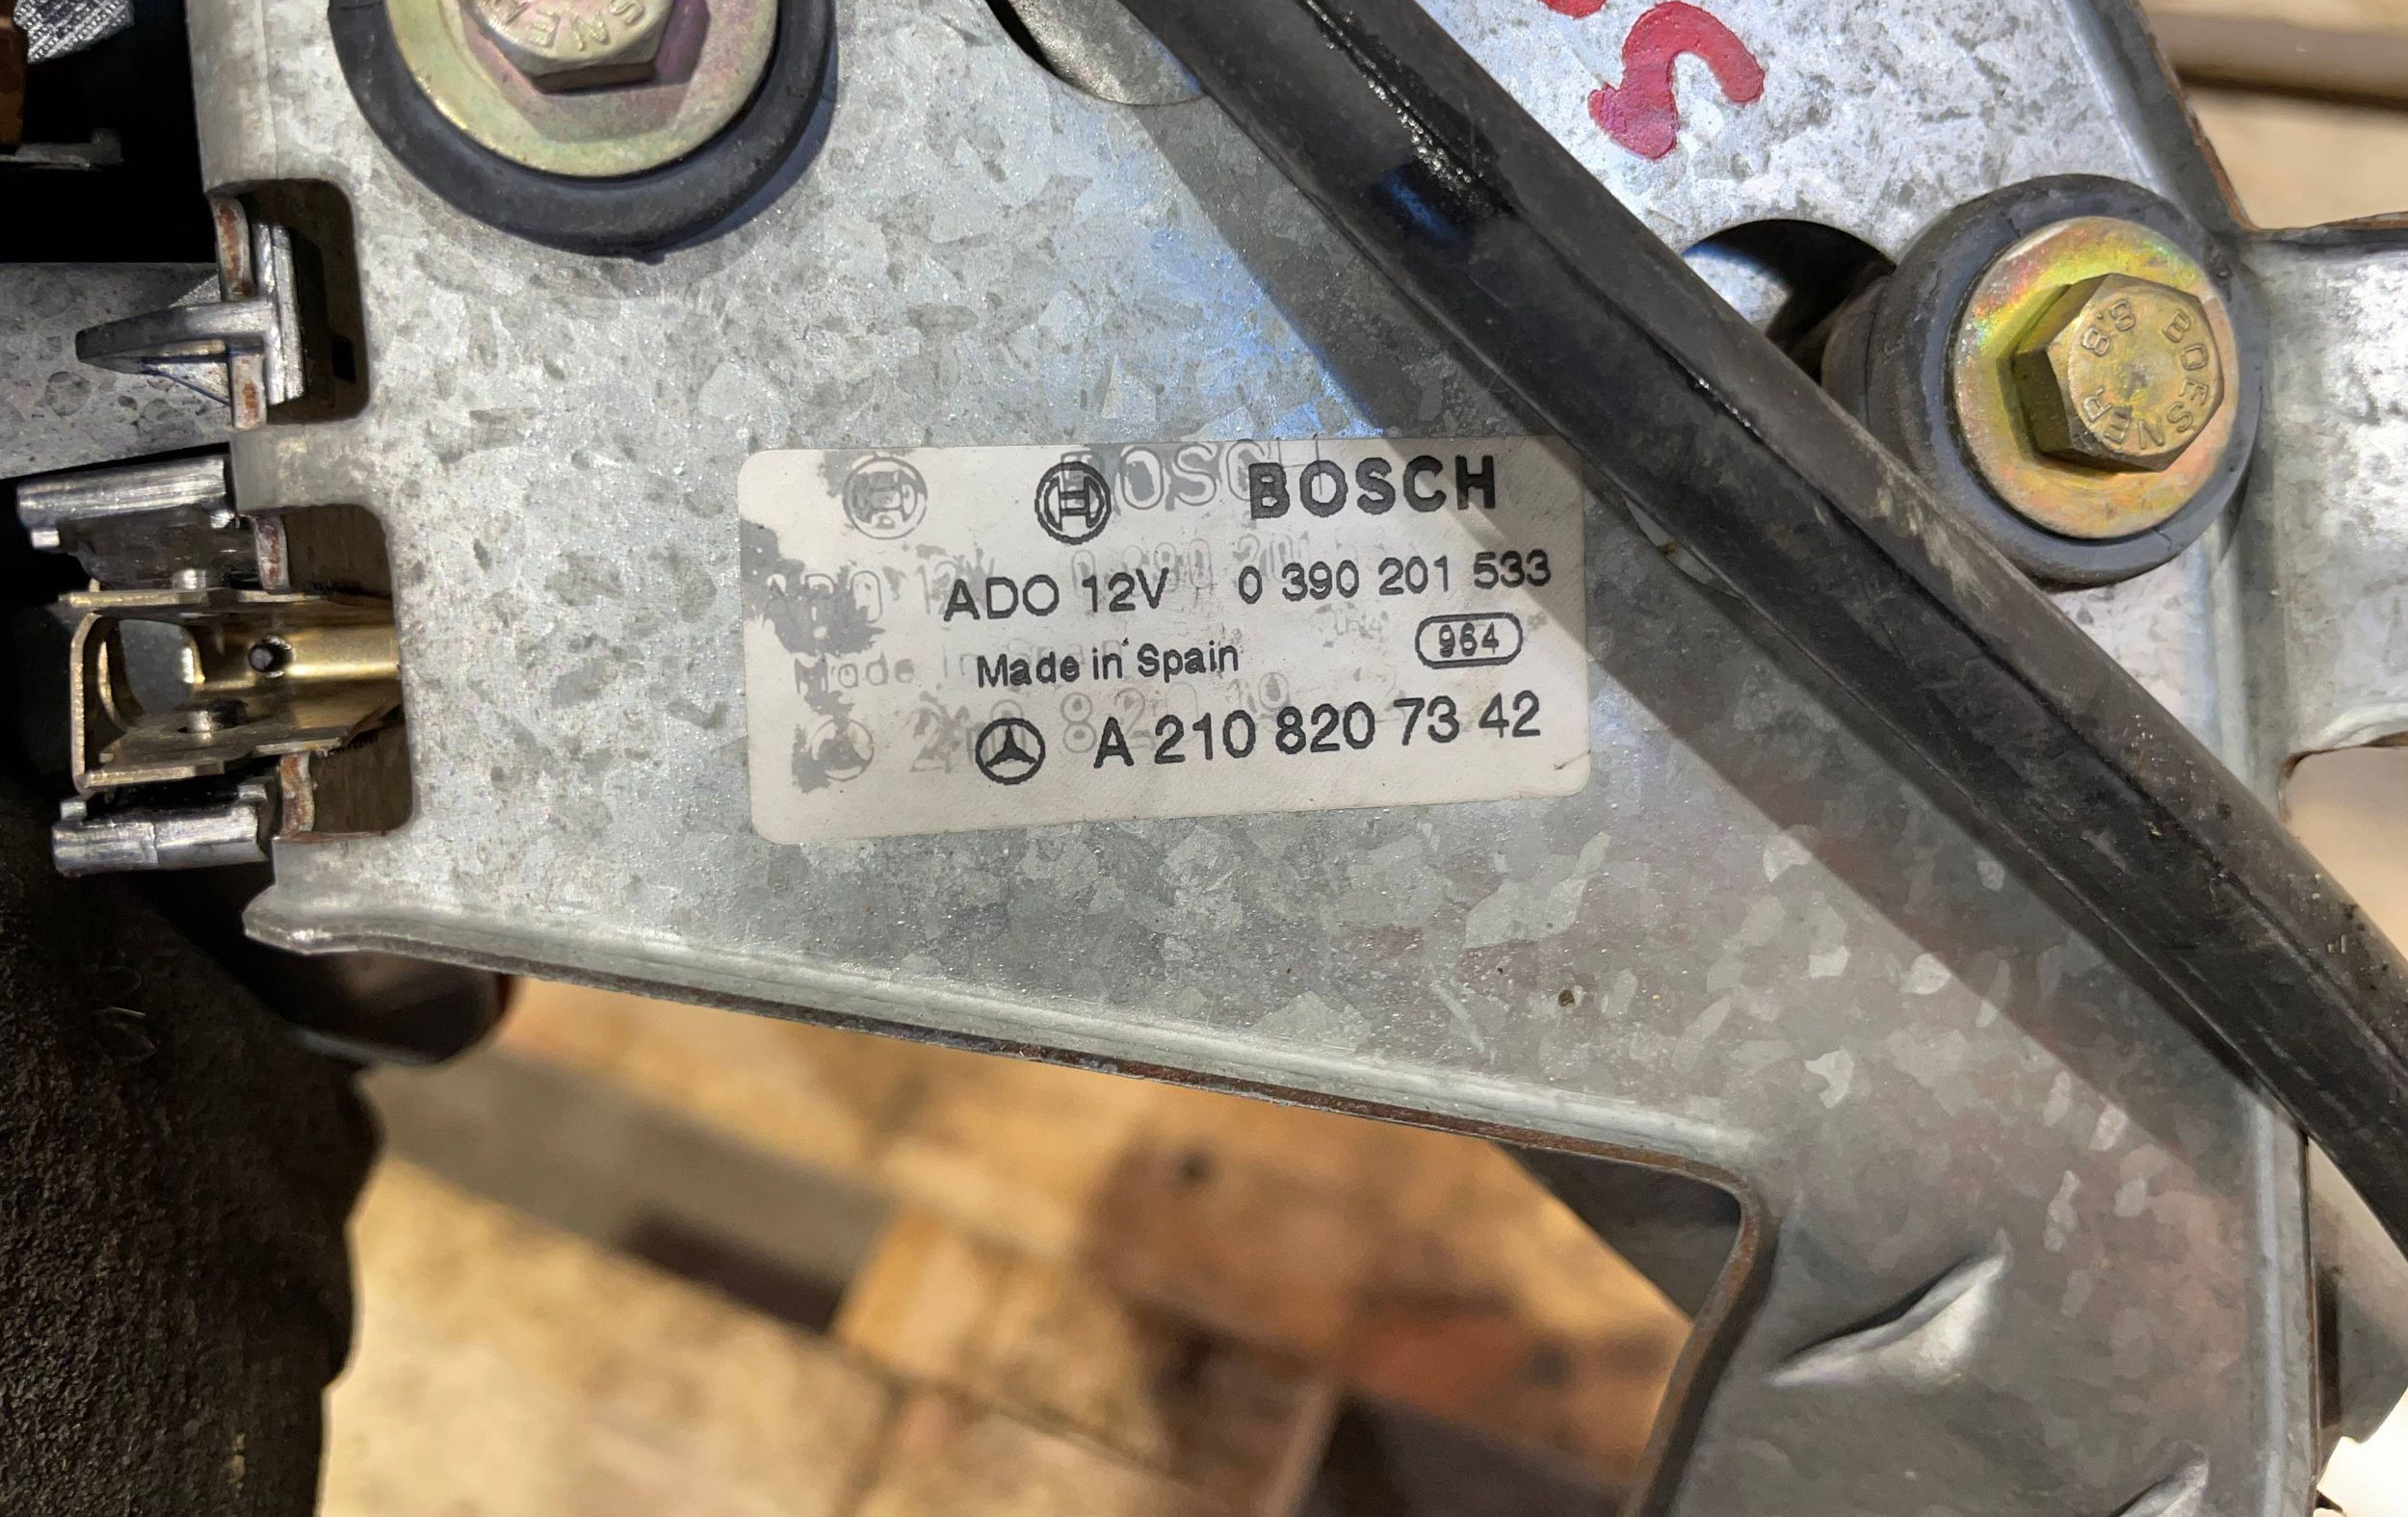 BOSCH
ADO 12V 0 390 201 533
Made in Spain 964
A 210 820 73 42
8.8 BOESNER